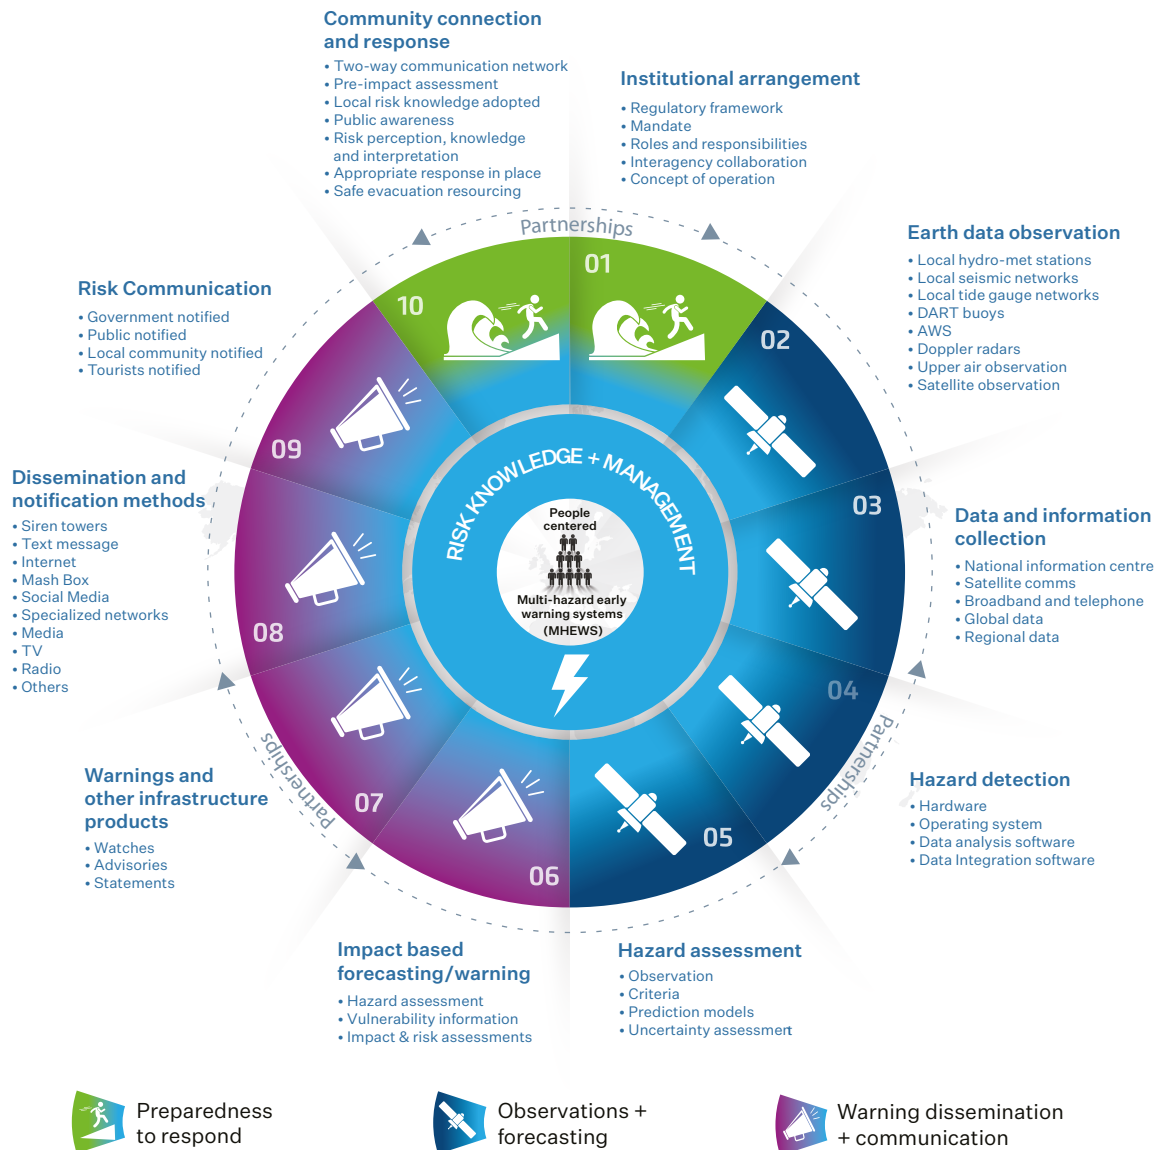 Community connection
and response
• Two-way communication network
• Pre-impact assessment
• Local risk knowledge adopted
• Public awareness
• Risk perception, knowledge
and interpretation
• Appropriate response in place
• Safe evacuation resourcing
Institutional arrangement
• Regulatory framework
• Mandate
• Roles and responsibilities
• Interagency collaboration
• Concept of operation
Earth data observation
• Local hydro-met stations
• Local seismic networks
• Local tide gauge networks
• DART buoys
• AWS
• Doppler radars
• Upper air observation
• Satellite observation
Data and information
collection
• National information centre
• Satellite comms
• Broadband and telephone
• Global data
• Regional data
Hazard detection
• Hardware
• Operating system
• Data analysis software
• Data Integration software
Hazard assessment
• Observation
• Criteria
• Prediction models
• Uncertainty assessment
Impact based
forecasting/warning
• Hazard assessment
• Vulnerability information
• Impact & risk assessments
Warnings and
other infrastructure
products
• Watches
• Advisories
• Statements
Dissemination and
notification methods
• Siren towers
• Text message
• Internet
• Mash Box
• Social Media
• Specialized networks
• Media
• TV
• Radio
• Others
Risk Communication
• Government notified
• Public notified
• Local community notified
• Tourists notified
Partnerships
Partnerships
Partnerships
01
02
03
04
05
06
07
08
09
10
RISK KNOWLEDGE + MANAGEMENT
People
centered
Multi-hazard early
warning systems
(MHEWS)
Preparedness
to respond
Observations +
forecasting
Warning dissemination
+ communication